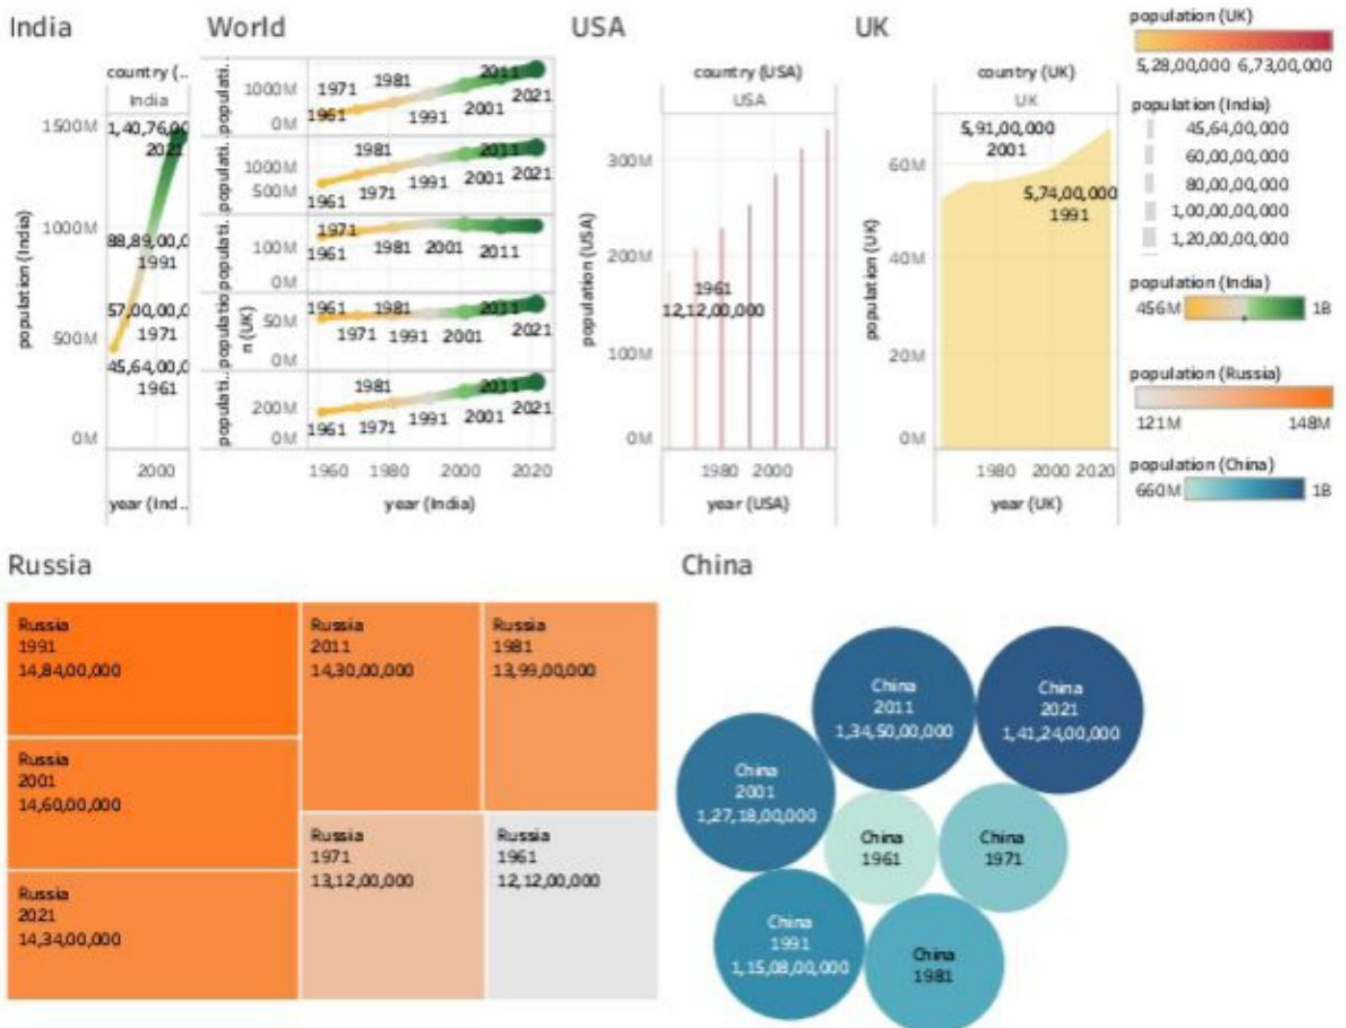 India
country (..
India
1500M
1,40,76,00
2021
1000M
88,89,00,0
1991
57,00,00,0
1971
500M
45,64,00,0
1961
0M
population (India)
2000
year (Ind..
World
populati..
1000M
0M
1961
1971
1981
1991
2001
2011
2021
populati..
1000M
500M
1961
1971
1981
1991
2001
2011
2021
populati..
100M
0M
1971
1961
1981
2001
2011
populatio
n (UK)
50M
0M
1961
1971
1981
1991
2001
2011
2021
populati..
200M
0M
1961
1971
1981
1991
2001
2011
2021
1960 1980 2000 2020
year (India)
USA
country (USA)
USA
300M
200M
100M
0M
population (USA)
1961
12,12,00,000
1980 2000
year (USA)
UK
country (UK)
UK
5,91,00,000
2001
5,74,00,000
1991
60M
40M
20M
0M
population (UK)
1980 2000 2020
year (UK)
population (UK)
5,28,00,000 6,73,00,000
population (India)
45,64,00,000
60,00,00,000
80,00,00,000
1,00,00,00,000
1,20,00,00,000
population (India)
456M 1B
population (Russia)
121M 148M
population (China)
660M 1B
Russia
Russia
1991
14,84,00,000
Russia
2001
14,60,00,000
Russia
2021
14,34,00,000
Russia
2011
14,30,00,000
Russia
1981
13,99,00,000
Russia
1971
13,12,00,000
Russia
1961
12,12,00,000
China
China
2011
1,34,50,00,000
China
2021
1,41,24,00,000
China
2001
1,27,18,00,000
China
1961
China
1971
China
1991
1,15,08,00,000
China
1981